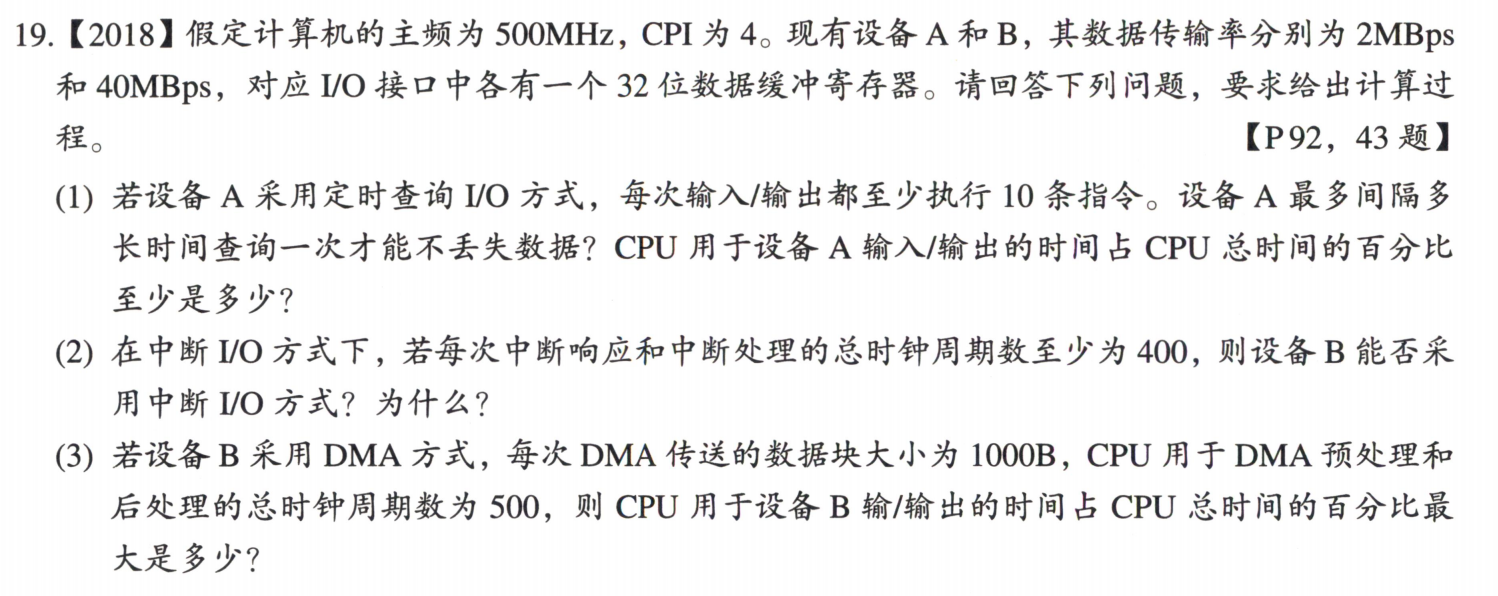 19.【2018】假定计算机的主频为 500MHz，CPI 为 4。现有设备 A 和 B，其数据传输率分别为 2MBps
和 40MBps，对应 I/O 接口中各有一个 32 位数据缓冲寄存器。请回答下列问题，要求给出计算过
程。 【P92，43 题】
(1) 若设备 A 采用定时查询 I/O 方式，每次输入/输出都至少执行 10 条指令。设备 A 最多间隔多
长时间查询一次才能不丢失数据？CPU 用于设备 A 输入/输出的时间占 CPU 总时间的百分比
至少是多少？
(2) 在中断 I/O 方式下，若每次中断响应和中断处理的总时钟周期数至少为 400，则设备 B 能否采
用中断 I/O 方式？为什么？
(3) 若设备 B 采用 DMA 方式，每次 DMA 传送的数据块大小为 1000B，CPU 用于 DMA 预处理和
后处理的总时钟周期数为 500，则 CPU 用于设备 B 输/输出的时间占 CPU 总时间的百分比最
大是多少？